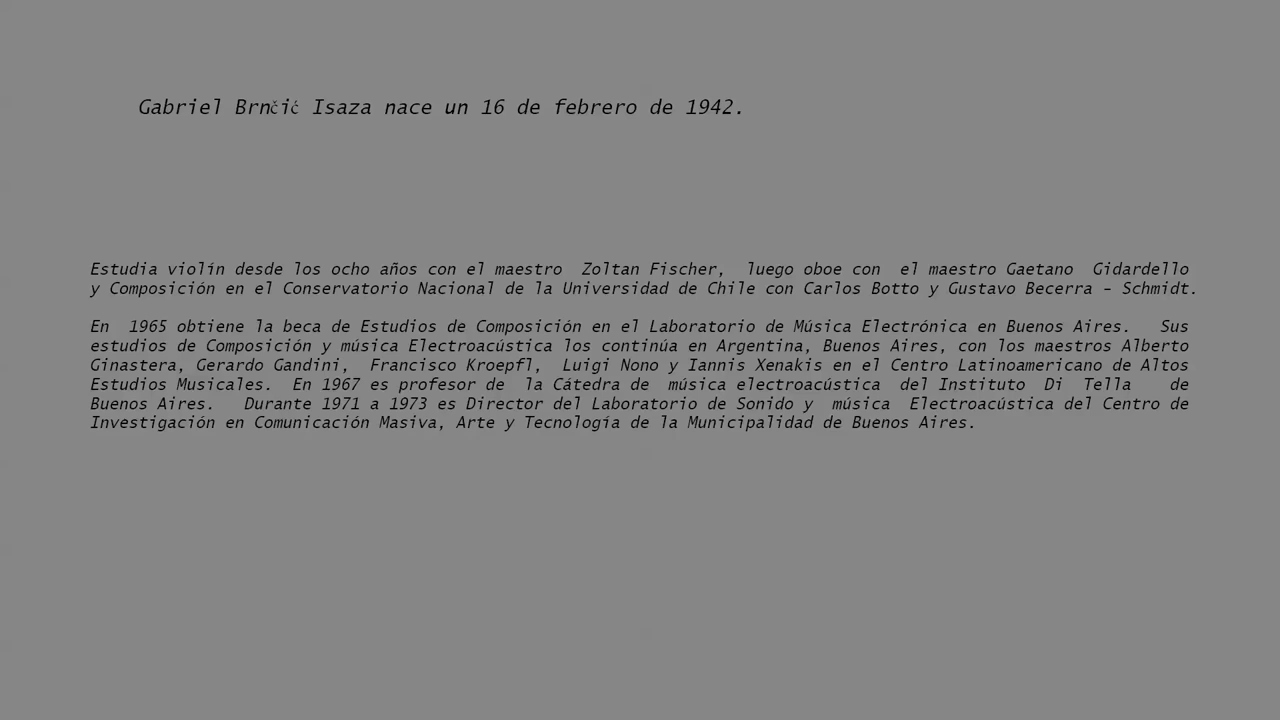 Gabriel Brnčić Isaza nace un 16 de febrero de 1942.
Estudia violín desde los ocho años con el maestro Zoltan Fischer, luego oboe con el maestro Gaetano Gidardello
y Composición en el Conservatorio Nacional de la Universidad de Chile con Carlos Botto y Gustavo Becerra - Schmidt.
En 1965 obtiene la beca de Estudios de Composición en el Laboratorio de Música Electrónica en Buenos Aires. Sus
estudios de Composición y música Electroacústica los continúa en Argentina, Buenos Aires, con los maestros Alberto
Ginastera, Gerardo Gandini, Francisco Kroepfl, Luigi Nono y Iannis Xenakis en el Centro Latinoamericano de Altos
Estudios Musicales. En 1967 es profesor de la Cátedra de música electroacústica del Instituto Di Tella de
Buenos Aires. Durante 1971 a 1973 es Director del Laboratorio de Sonido y música Electroacústica del Centro de
Investigación en Comunicación Masiva, Arte y Tecnología de la Municipalidad de Buenos Aires.